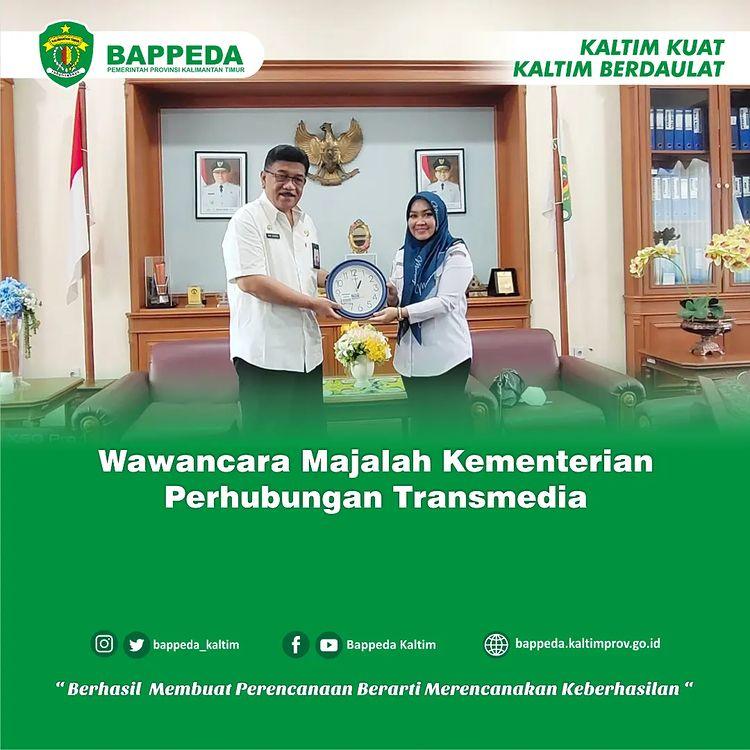 BAPPEDA
PEMERINTAH PROVINSI KALIMANTAN TIMUR
KALTIM KUAT
KALTIM BERDAULAT
Wawancara Majalah Kementerian
Perhubungan Transmedia
bappeda_kaltim
Bappeda Kaltim
bappeda.kaltimprov.go.id
“ Berhasil Membuat Perencanaan Berarti Merencanakan Keberhasilan “